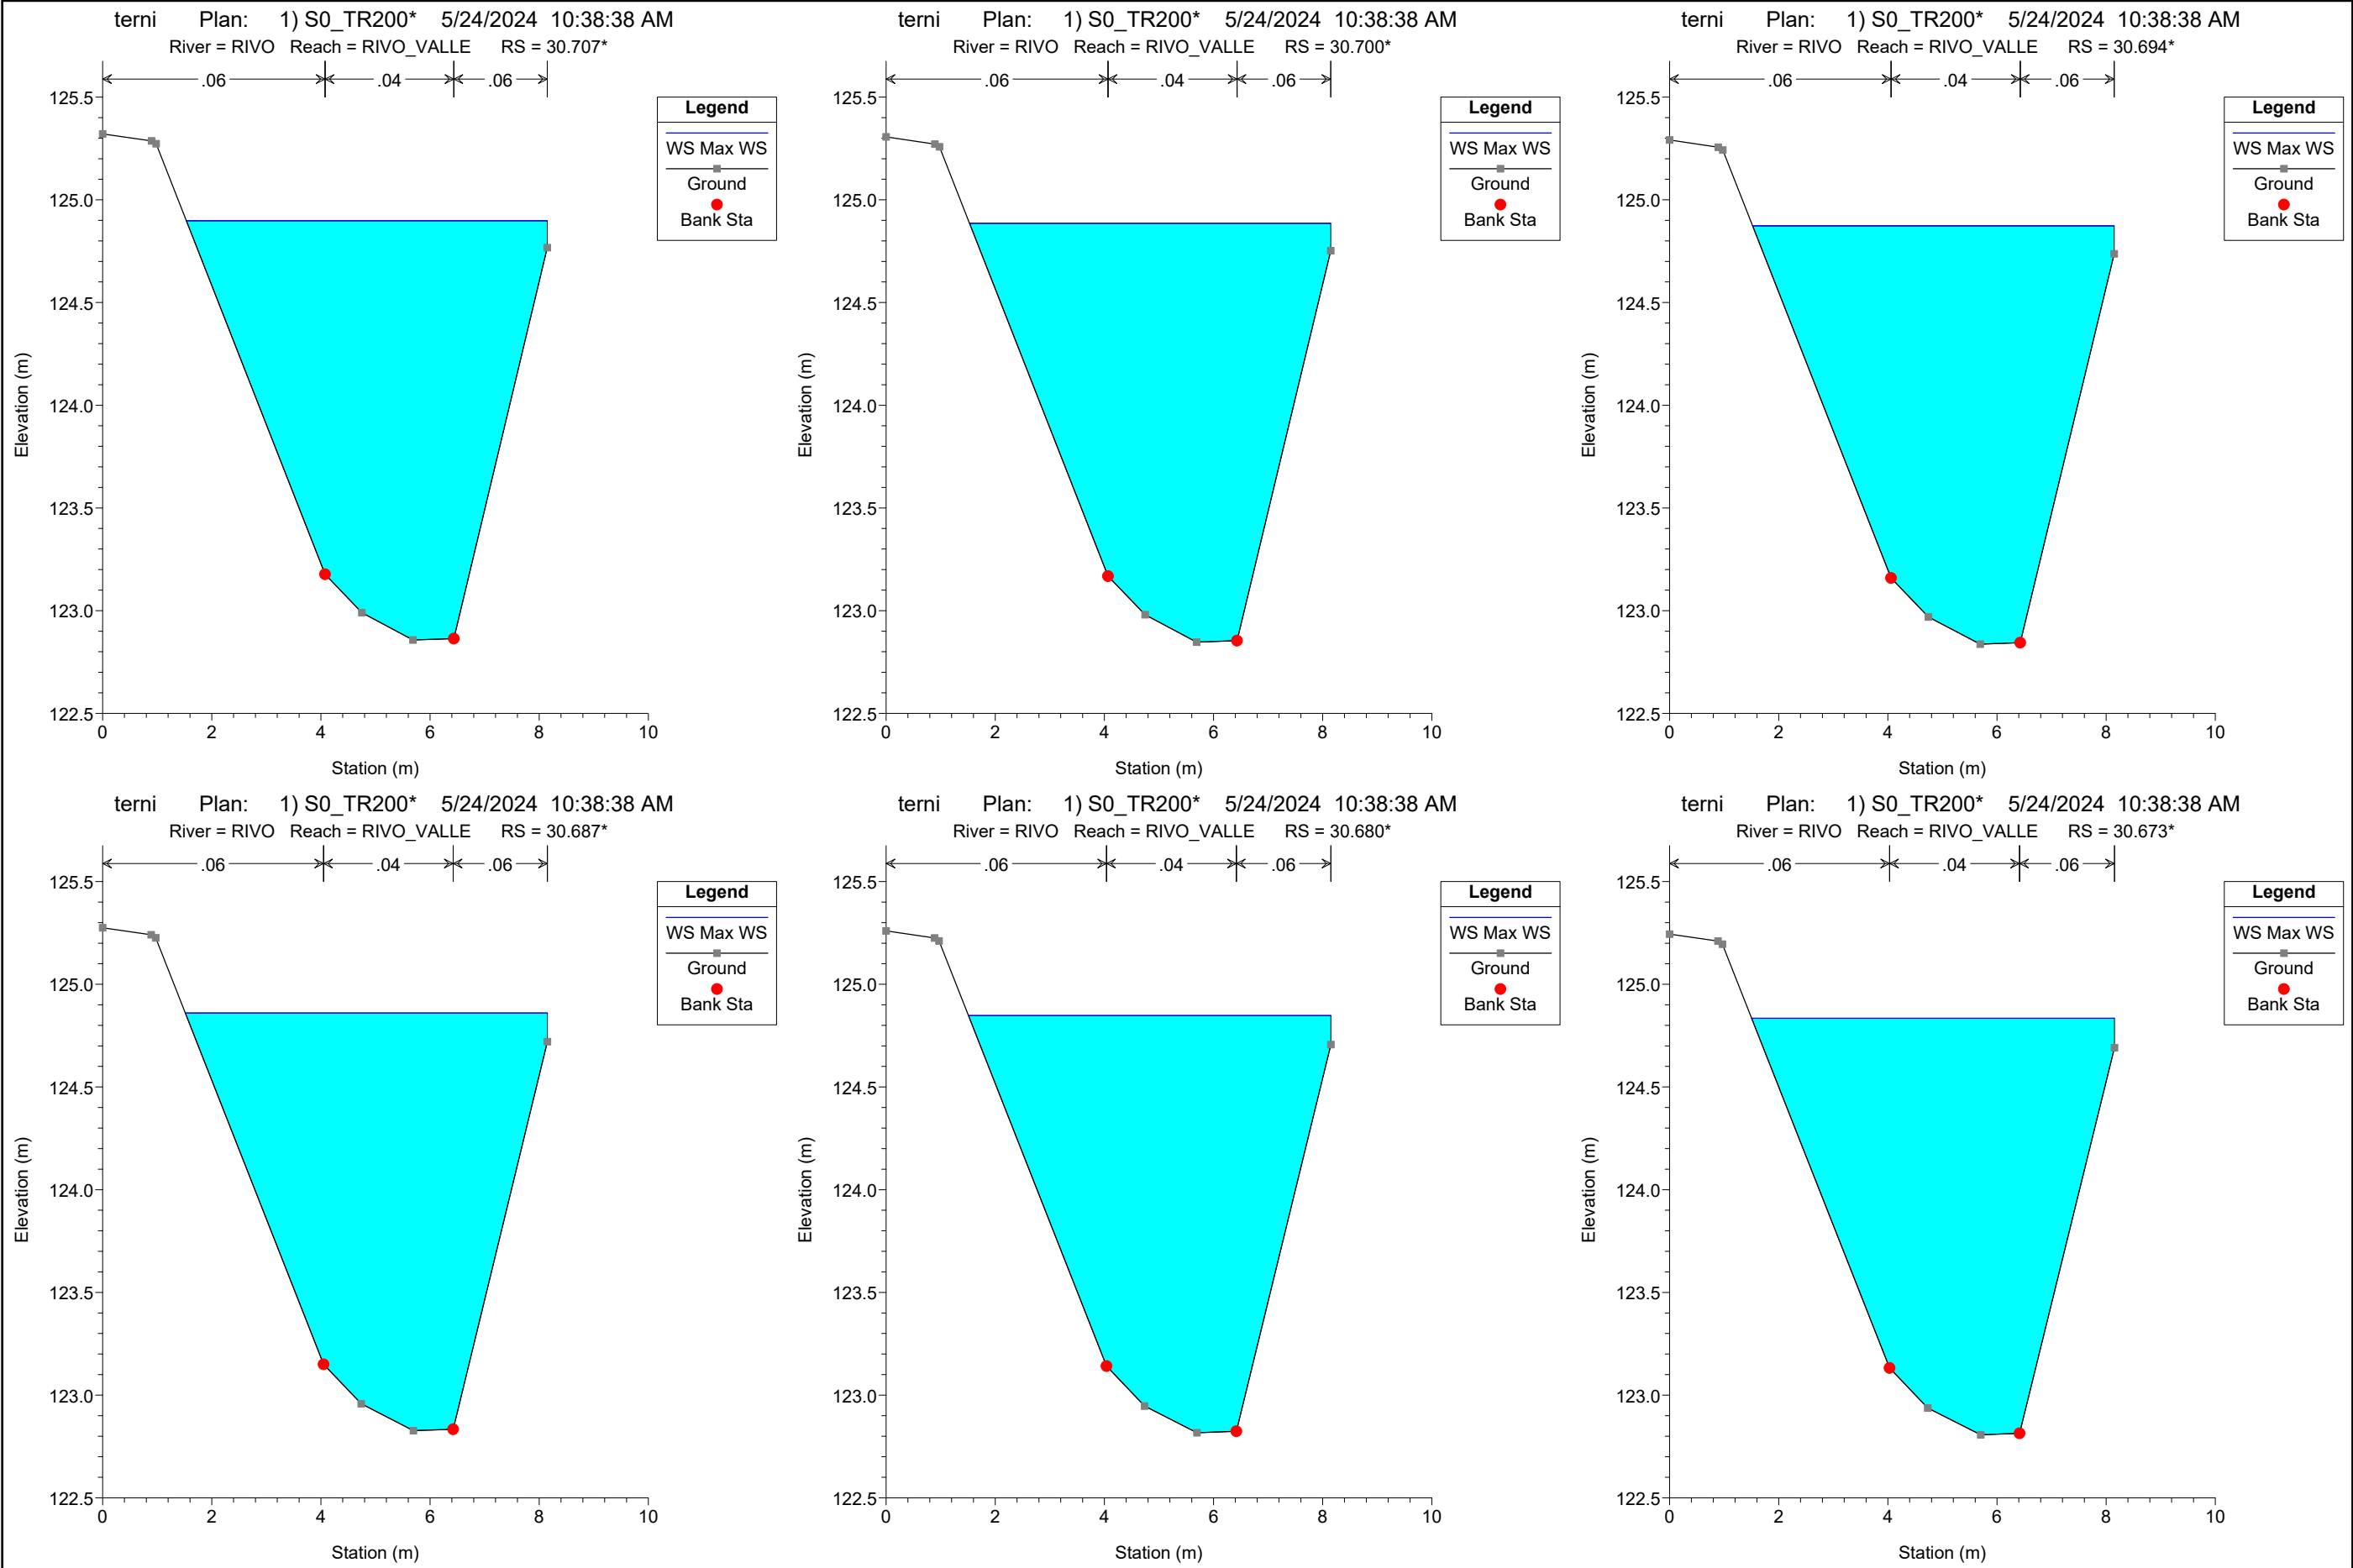 terni Plan: 1) S0_TR200* 5/24/2024 10:38:38 AM
River = RIVO Reach = RIVO_VALLE RS = 30.707*
.06 .04 .06
125.5
125.0
124.5
124.0
123.5
123.0
122.5
Elevation (m)
0 2 4 6 8 10
Station (m)
Legend
WS Max WS
Ground
Bank Sta
terni Plan: 1) S0_TR200* 5/24/2024 10:38:38 AM
River = RIVO Reach = RIVO_VALLE RS = 30.700*
.06 .04 .06
125.5
125.0
124.5
124.0
123.5
123.0
122.5
Elevation (m)
0 2 4 6 8 10
Station (m)
Legend
WS Max WS
Ground
Bank Sta
terni Plan: 1) S0_TR200* 5/24/2024 10:38:38 AM
River = RIVO Reach = RIVO_VALLE RS = 30.694*
.06 .04 .06
125.5
125.0
124.5
124.0
123.5
123.0
122.5
Elevation (m)
0 2 4 6 8 10
Station (m)
Legend
WS Max WS
Ground
Bank Sta
terni Plan: 1) S0_TR200* 5/24/2024 10:38:38 AM
River = RIVO Reach = RIVO_VALLE RS = 30.687*
.06 .04 .06
125.5
125.0
124.5
124.0
123.5
123.0
122.5
Elevation (m)
0 2 4 6 8 10
Station (m)
Legend
WS Max WS
Ground
Bank Sta
terni Plan: 1) S0_TR200* 5/24/2024 10:38:38 AM
River = RIVO Reach = RIVO_VALLE RS = 30.680*
.06 .04 .06
125.5
125.0
124.5
124.0
123.5
123.0
122.5
Elevation (m)
0 2 4 6 8 10
Station (m)
Legend
WS Max WS
Ground
Bank Sta
terni Plan: 1) S0_TR200* 5/24/2024 10:38:38 AM
River = RIVO Reach = RIVO_VALLE RS = 30.673*
.06 .04 .06
125.5
125.0
124.5
124.0
123.5
123.0
122.5
Elevation (m)
0 2 4 6 8 10
Station (m)
Legend
WS Max WS
Ground
Bank Sta